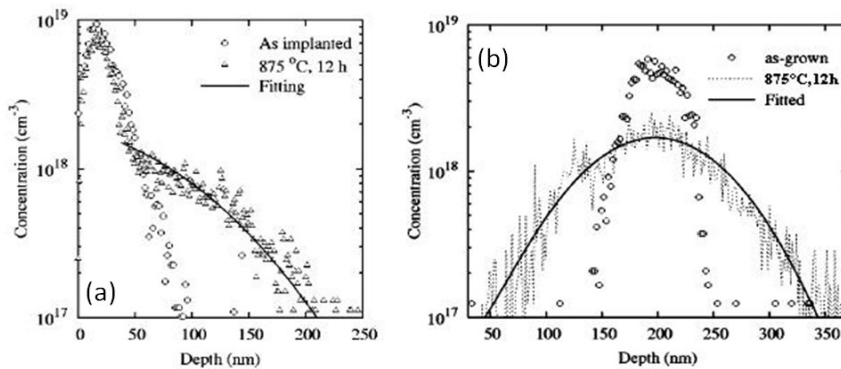 10^19
10^18
10^17
Concentration (cm^-3)
As implanted
875 °C, 12 h
Fitting
(a)
0 50 100 150 200 250
Depth (nm)
10^19
10^18
10^17
Concentration (cm^-3)
(b)
as-grown
875°C,12h
Fitted
50 100 150 200 250 300 350
Depth (nm)